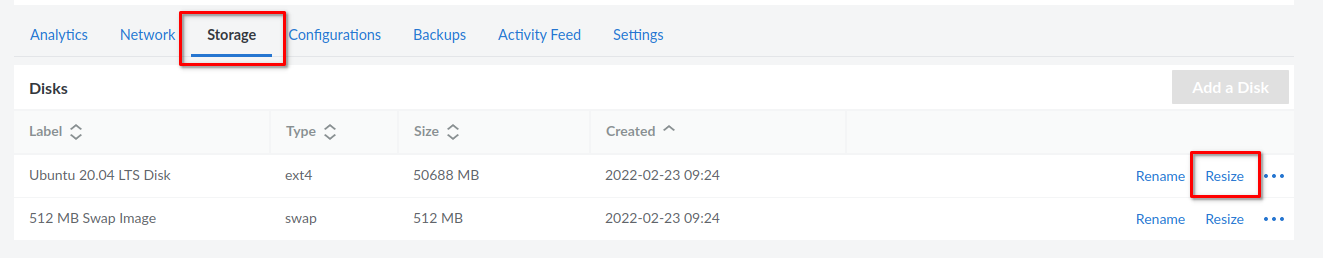 Analytics Network Storage Configurations Backups Activity Feed Settings
Disks Add a Disk
Label Type Size Created
Ubuntu 20.04 LTS Disk ext4 50688 MB 2022-02-23 09:24 Rename Resize
512 MB Swap Image swap 512 MB 2022-02-23 09:24 Rename Resize